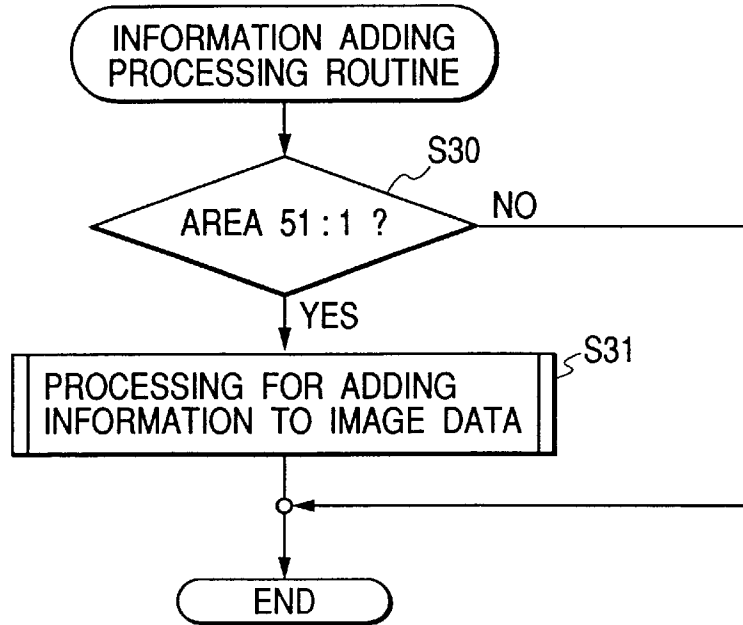 INFORMATION ADDING
PROCESSING ROUTINE
S30
AREA 51 : 1 ?
NO
YES
S31
PROCESSING FOR ADDING
INFORMATION TO IMAGE DATA
END